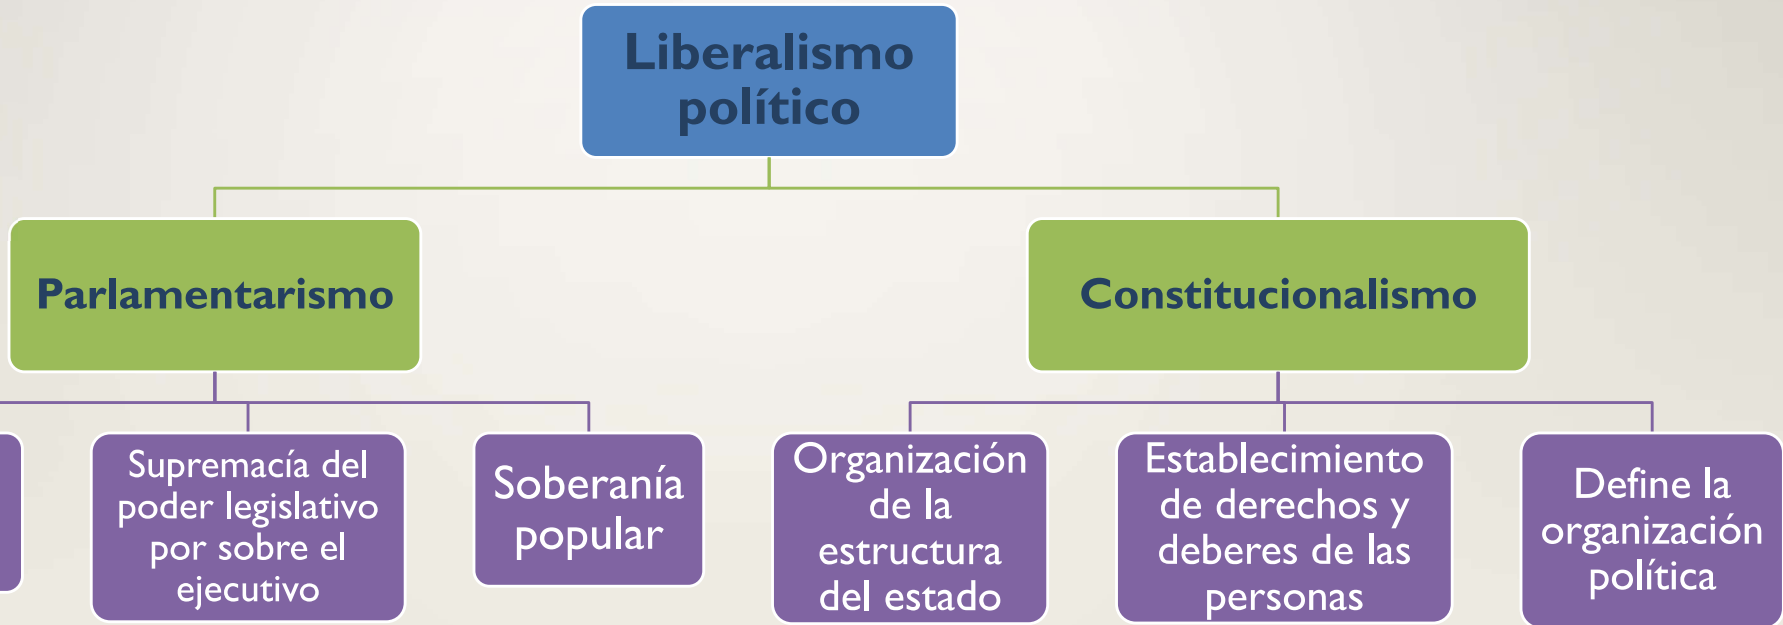 Liberalismo
político
Parlamentarismo
Constitucionalismo
Supremacía del
poder legislativo
por sobre el
ejecutivo
Soberanía
popular
Organización
de la
estructura
del estado
Establecimiento
de derechos y
deberes de las
personas
Define la
organización
política